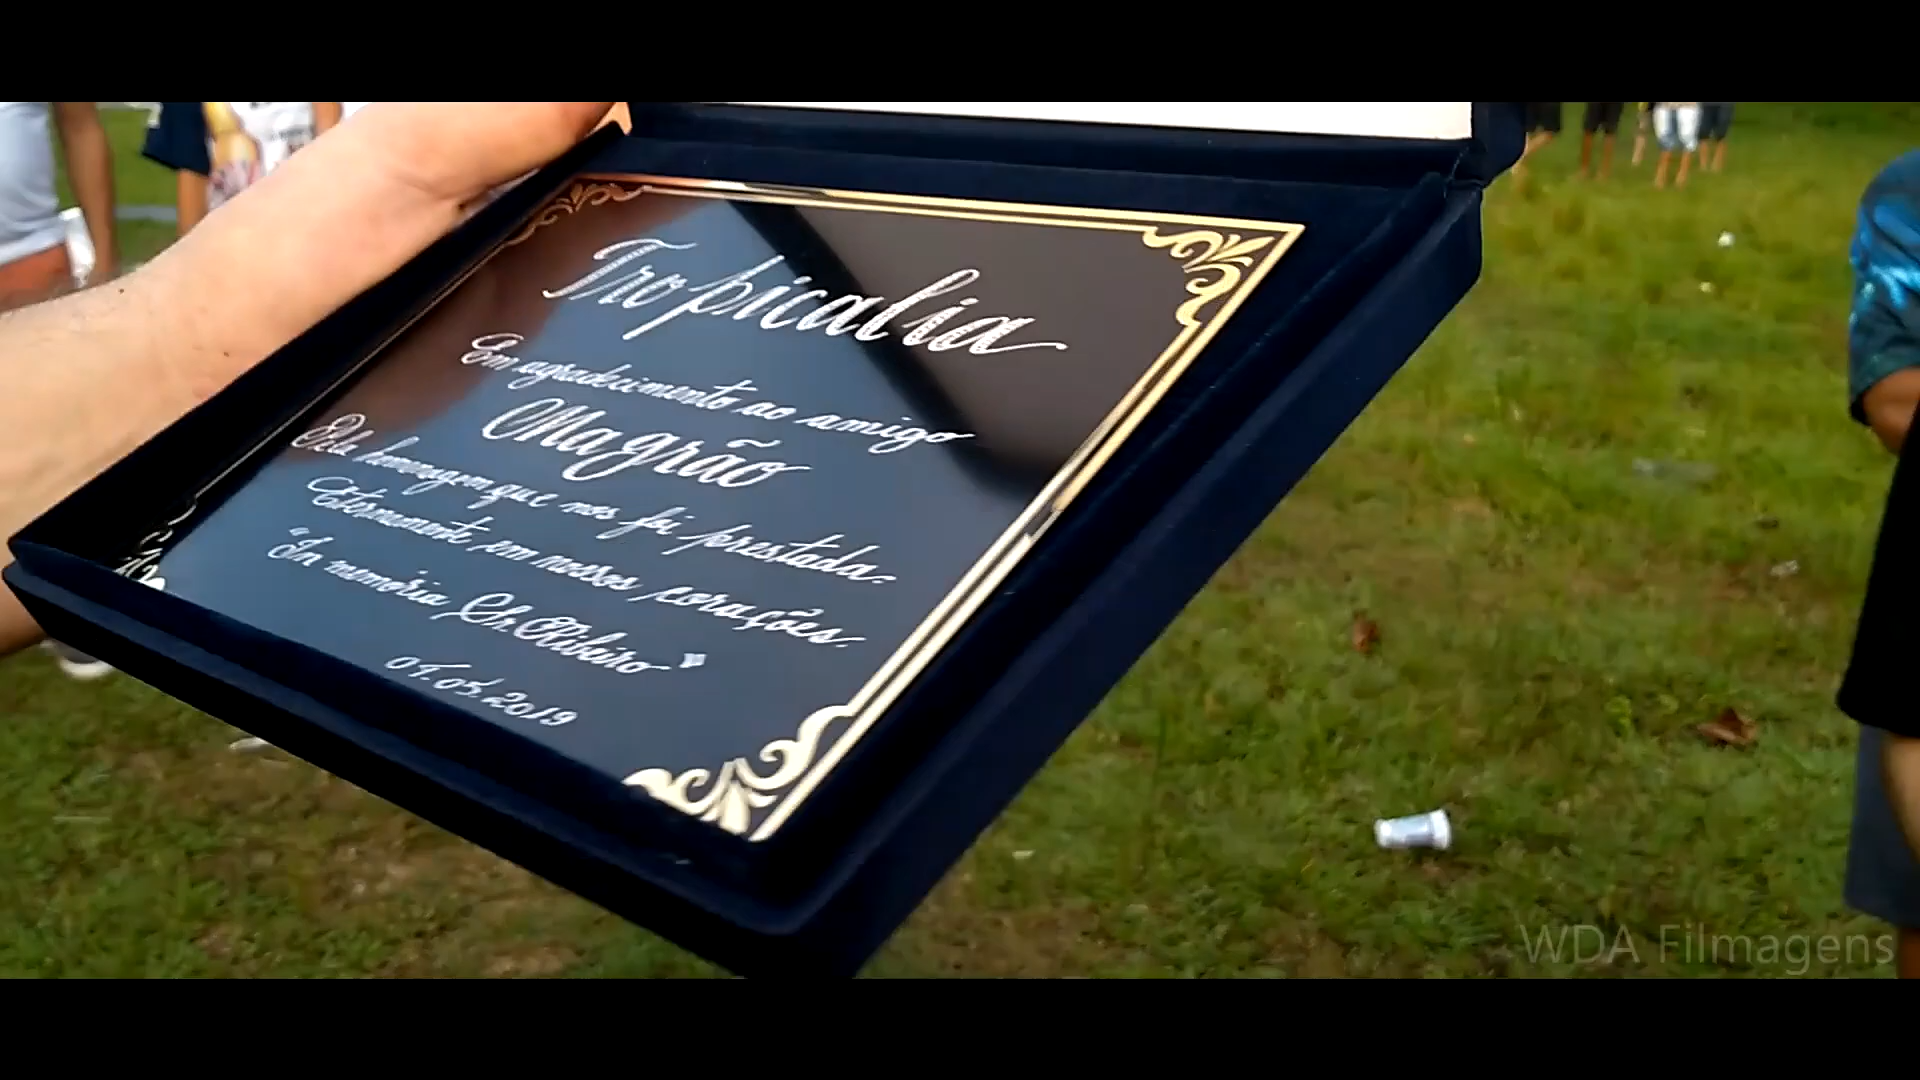 Tropicalia
Em agradecimento ao amigo
Magrão
Esta homenagem que nos foi prestada.
Eternamente em nossos corações.
"In memória Sr. Ribeiro"
01.05.2019
WDA Filmagens